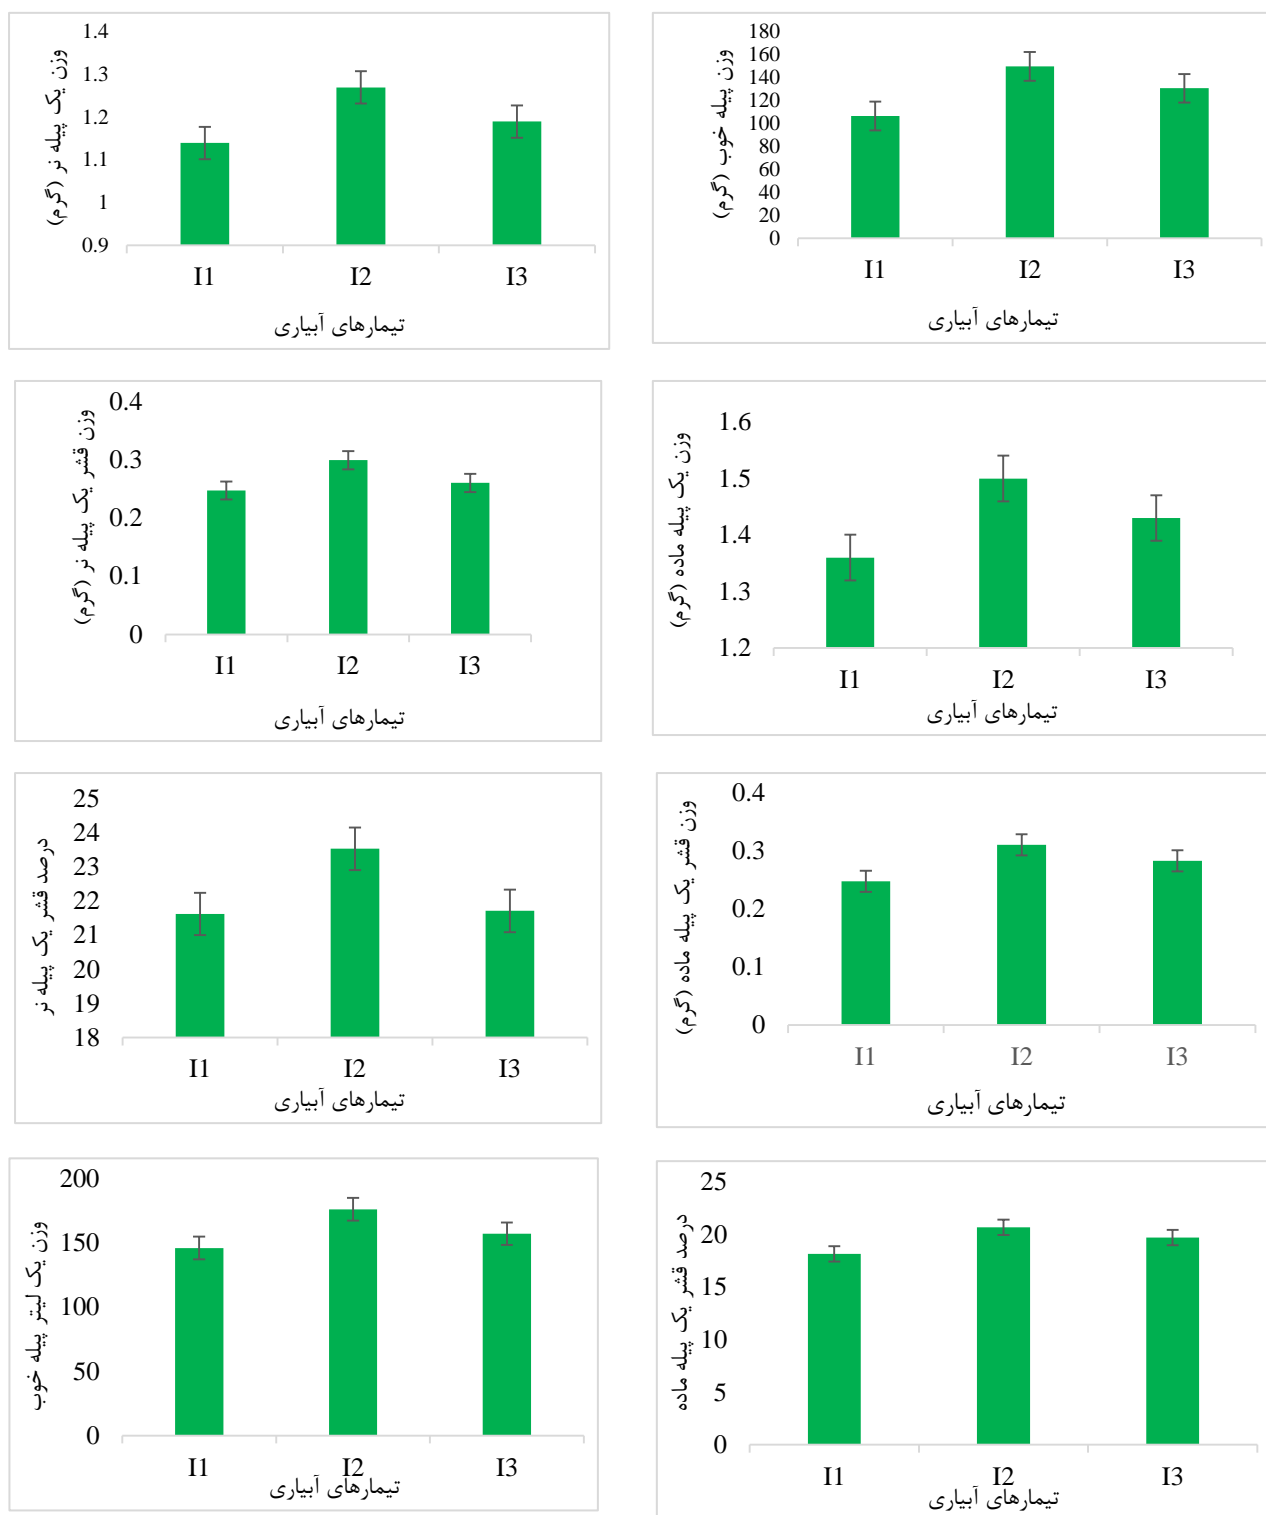 1.4
1.3
1.2
1.1
1
0.9
وزن یک پیله نر (گرم)
I1 I2 I3
تیمارهای آبیاری
180
160
140
120
100
80
60
40
20
0
وزن پیله خوب (گرم)
I1 I2 I3
تیمارهای آبیاری
0.4
0.3
0.2
0.1
0
وزن قشر یک پیله نر (گرم)
I1 I2 I3
تیمارهای آبیاری
1.6
1.5
1.4
1.3
1.2
وزن یک پیله ماده (گرم)
I1 I2 I3
تیمارهای آبیاری
25
24
23
22
21
20
19
18
درصد قشر یک پیله نر
I1 I2 I3
تیمارهای آبیاری
0.4
0.3
0.2
0.1
0
وزن قشر یک پیله ماده (گرم)
I1 I2 I3
تیمارهای آبیاری
200
150
100
50
0
وزن یک لیتر پیله خوب
I1 I2 I3
تیمارهای آبیاری
25
20
15
10
5
0
درصد قشر یک پیله ماده
I1 I2 I3
تیمارهای آبیاری